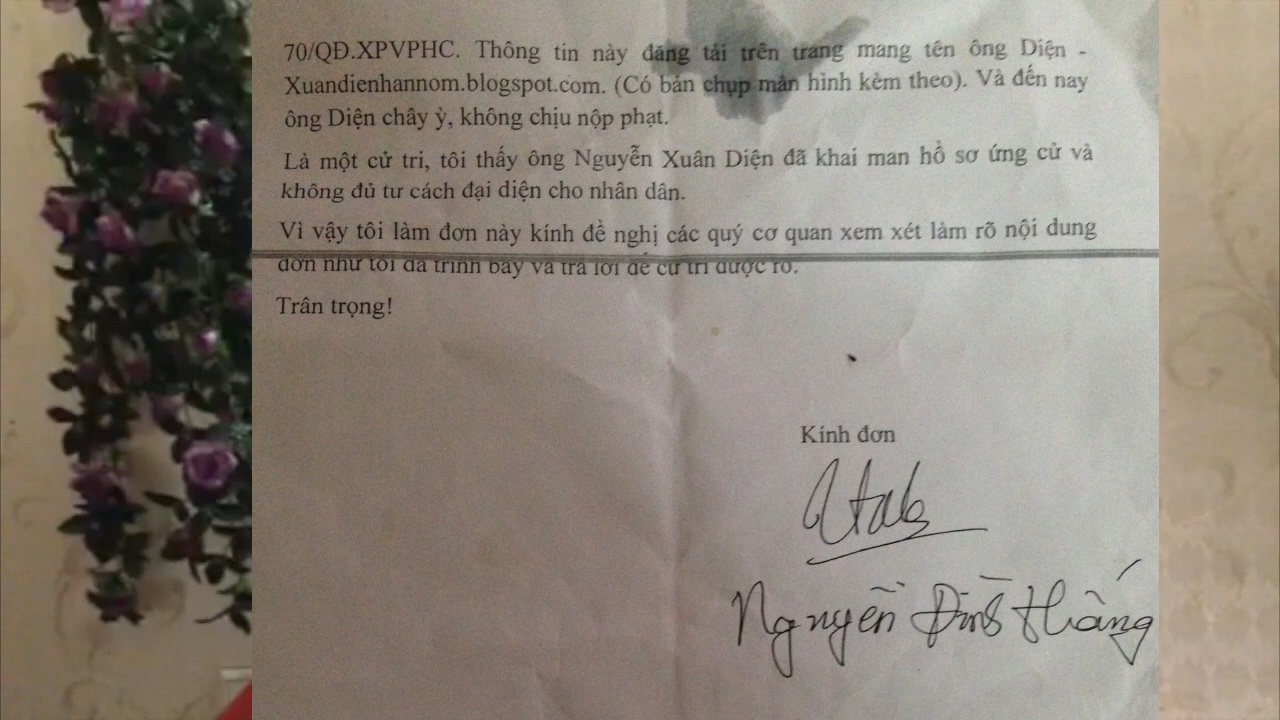 70/QĐ.XPVPHC. Thông tin này đăng tải trên trang mang tên ông Diện -
Xuandienhannom.blogspot.com. (Có bản chụp màn hình kèm theo). Và đến nay
ông Diện chây ỳ, không chịu nộp phạt.
Là một cử tri, tôi thấy ông Nguyễn Xuân Diện đã khai man hồ sơ ứng cử và
không đủ tư cách đại diện cho nhân dân.
Vì vậy tôi làm đơn này kính đề nghị các quý cơ quan xem xét làm rõ nội dung
đơn như tôi đã trình bày và trả lời để cử tri được rõ.
Trân trọng!
Kính đơn
Nguyễn Đình Thắng